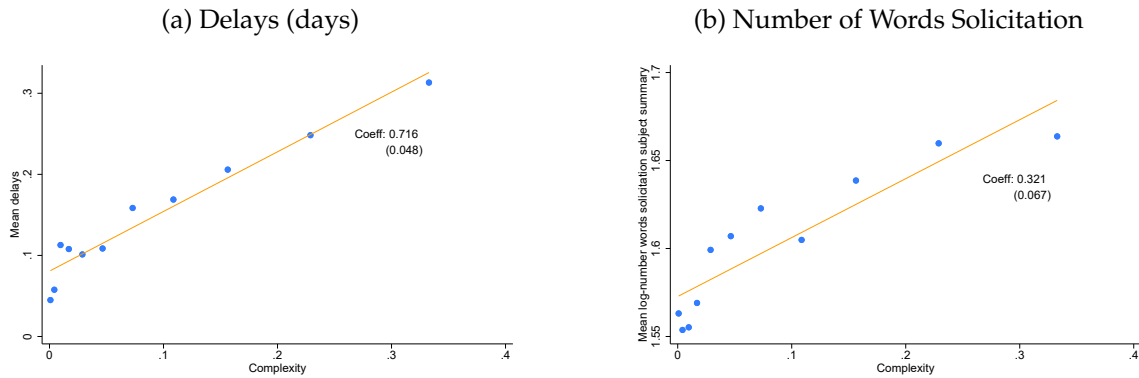 (a) Delays (days)
Mean delays
.3
.2
.1
0
Coeff: 0.716
(0.048)
0
.1
.2
.3
.4
Complexity
(b) Number of Words Solicitation
Mean log-number words solicitation subject summary
1.7
1.65
1.6
1.55
Coeff: 0.321
(0.067)
0
.1
.2
.3
.4
Complexity